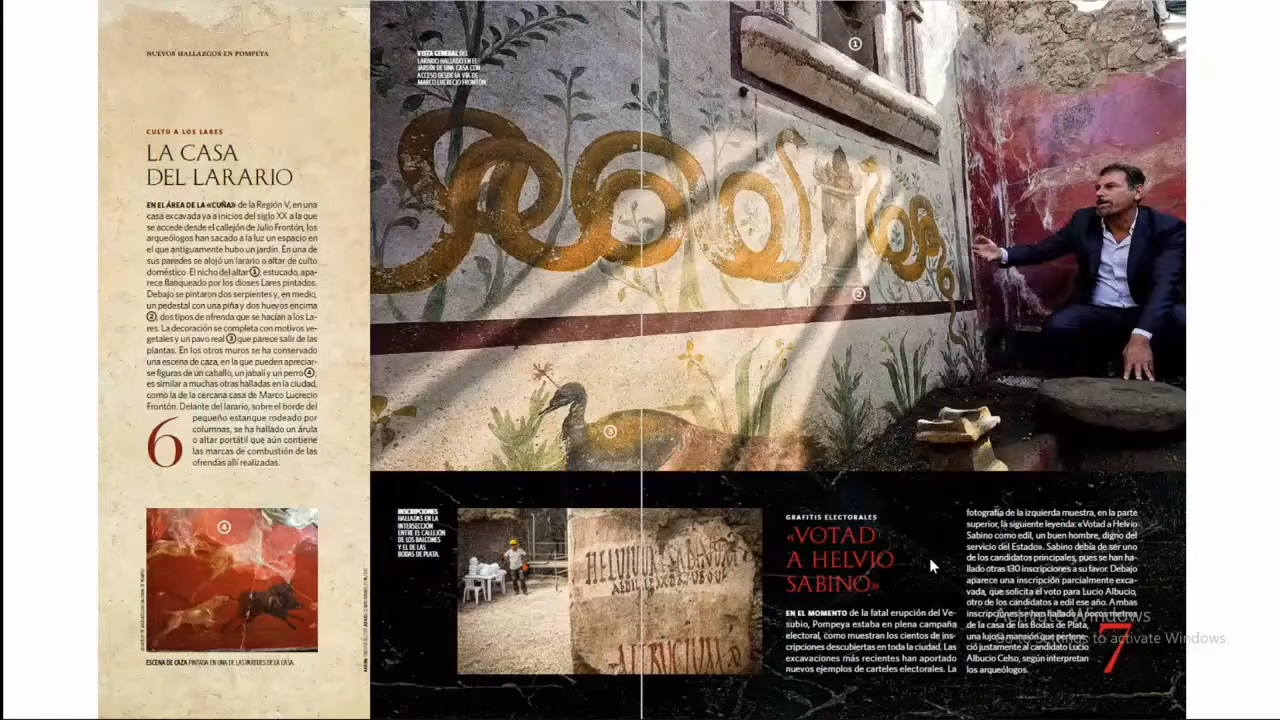 NUEVOS HALLAZGOS EN POMPEYA
CULTO A LOS LARES
LA CASA
DEL LARARIO
EN EL ÁREA DE LA «CUÑA» de la Región V, en una
casa excavada ya a inicios del siglo XX a la que
se accede desde el callejón de Julio Frontón, los
arqueólogos han sacado a la luz un espacio en
el que antiguamente hubo un jardín. En una de
sus paredes se alojó un larario o altar de culto
doméstico. El nicho del altar 1, estucado, apa-
rece flanqueado por los dioses Lares pintados.
Debajo se pintaron dos serpientes y, en medio,
un pedestal con una piña y dos huevos encima
2, dos tipos de ofrenda que se hacían a los La-
res. La decoración se completa con motivos ve-
getales y un pavo real 3 que parece salir de las
plantas. En los otros muros se ha conservado
una escena de caza, en la que pueden apreciar-
se figuras de un caballo, un jabalí y un perro 4;
es similar a muchas otras halladas en la ciudad,
como la de la cercana casa de Marco Lucrecio
Frontón. Delante del larario, sobre el borde del
pequeño estanque rodeado por
columnas, se ha hallado un árula
o altar portátil que aún contiene
las marcas de combustión de las
ofrendas allí realizadas.
6
4
ESCENA DE CAZA PINTADA EN UNA DE LAS PAREDES DE LA CASA.
VISTA GENERAL DEL
LARARIO HALLADO EN EL
JARDÍN DE UNA CASA CON
ACCESO DESDE LA VÍA DE
MARCO LUCRECIO FRONTÓN
1
2
3
INSCRIPCIONES
HALLADAS EN LA
INTERSECCIÓN
ENTRE EL CALLEJÓN
DE LOS BALCONES
Y EL DE LAS
BODAS DE PLATA.
GRAFITIS ELECTORALES
«VOTAD
A HELVIO
SABINO»
EN EL MOMENTO de la fatal erupción del Ve-
subio, Pompeya estaba en plena campaña
electoral, como muestran los cientos de ins-
cripciones descubiertas en toda la ciudad. Las
excavaciones más recientes han aportado
nuevos ejemplos de carteles electorales. La
fotografía de la izquierda muestra, en la parte
superior, la siguiente leyenda: «Votad a Helvio
Sabino como edil, un buen hombre, digno del
servicio del Estado». Sabino debía de ser uno
de los candidatos principales, pues se han ha-
llado otras 130 inscripciones a su favor. Debajo
aparece una inscripción parcialmente exca-
vada, que solicita el voto para Lucio Albucio,
otro de los candidatos a edil ese año. Ambas
inscripciones se hallaban a pocos metros
de la casa de las Bodas de Plata,
una lujosa mansión que pertene-
ció justamente al candidato Lucio
Albucio Celso, según interpretan
los arqueólogos.
7
Activate Windows
Go to Settings to activate Windows.